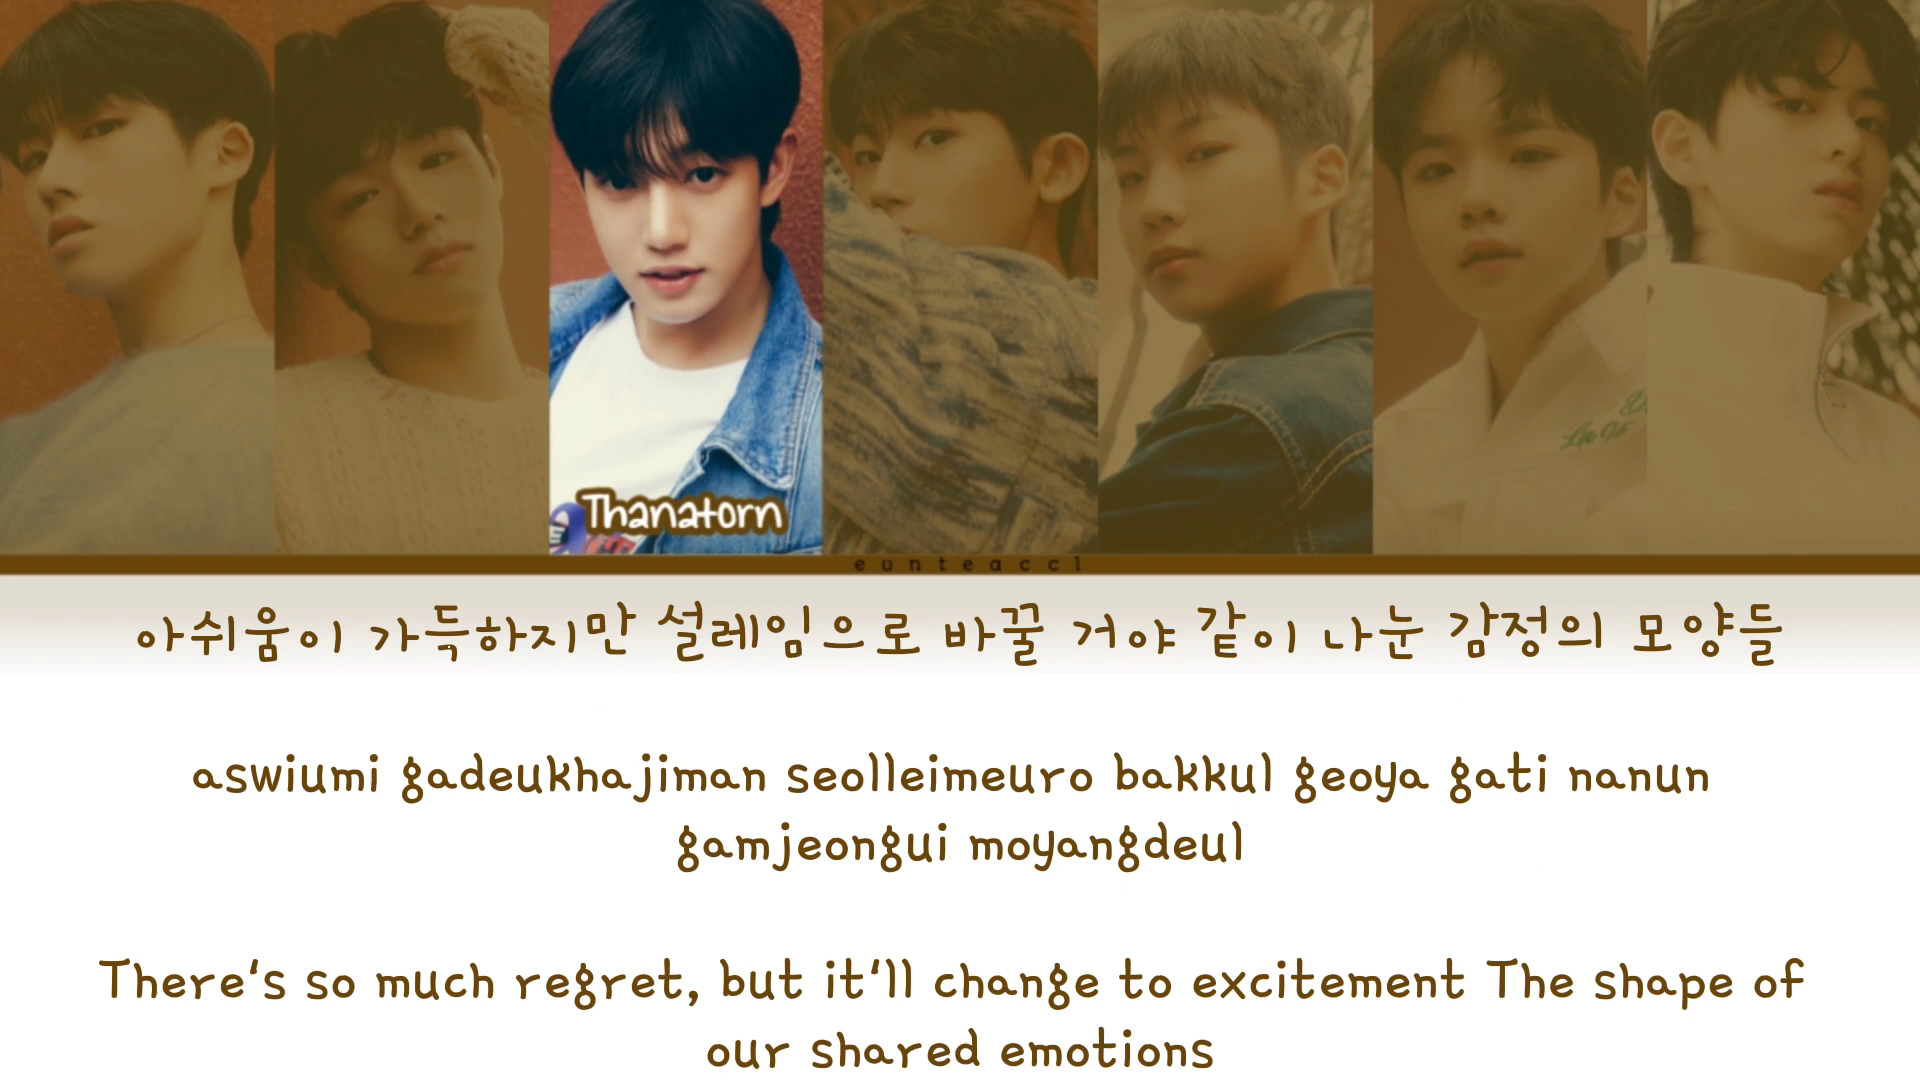 Thanatorn
eunteaccl
아쉬움이 가득하지만 설레임으로 바꿀 거야 같이 나눈 감정의 모양들
aswiumi gadeukhajiman seolleimeuro bakkul geoya gati nanun
gamjeongui moyangdeul
There's so much regret, but it'll change to excitement The shape of
our shared emotions